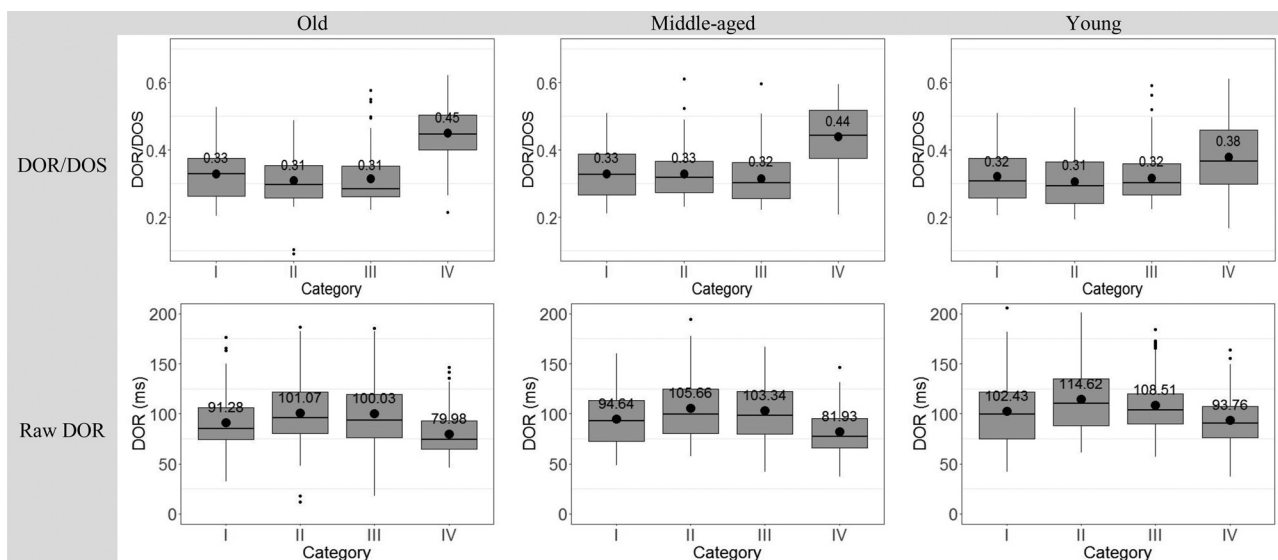 Old Middle-aged Young
DOR/DOS
DOR/DOS
0.6
0.4
0.2
0.33
0.31
0.31
0.45
I II III IV
Category
DOR/DOS
0.6
0.4
0.2
0.33
0.33
0.32
0.44
I II III IV
Category
DOR/DOS
0.6
0.4
0.2
0.32
0.31
0.32
0.38
I II III IV
Category
Raw DOR
DOR (ms)
200
150
100
50
0
91.28
101.07
100.03
79.98
I II III IV
Category
DOR (ms)
200
150
100
50
0
94.64
105.66
103.34
81.93
I II III IV
Category
DOR (ms)
200
150
100
50
0
102.43
114.62
108.51
93.76
I II III IV
Category